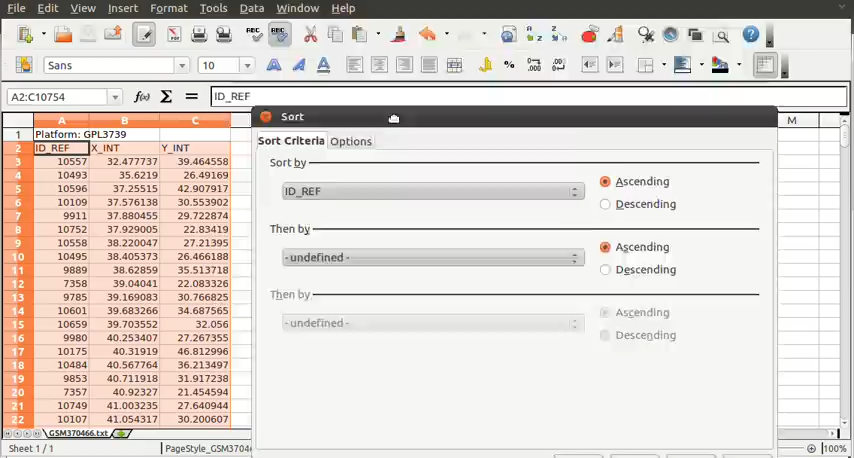 File Edit View Insert Format Tools Data Window Help
Sans 10
A2:C10754 ID_REF
Sort
Sort Criteria Options
Sort by
ID_REF
Ascending
Descending
Then by
- undefined -
Ascending
Descending
Then by
- undefined -
Ascending
Descending
A B C M
1 Platform: GPL3739
2 ID_REF X_INT Y_INT
3 10557 32.477737 39.464558
4 10493 35.6219 26.49169
5 10596 37.25515 42.907917
6 10109 37.576138 30.553902
7 9911 37.880455 29.722874
8 10752 37.929005 22.83419
9 10558 38.220047 27.21395
10 10495 38.405373 26.466188
11 9889 38.62859 35.513718
12 7358 39.04041 22.083326
13 9785 39.169083 30.766825
14 10601 39.683266 34.687565
15 10659 39.703552 32.056
16 9980 40.253407 27.267355
17 10175 40.31919 46.812996
18 10484 40.567764 36.213497
19 9853 40.711918 31.917238
20 7357 40.92327 21.454594
21 10749 41.003235 27.640944
22 10107 41.054317 30.200607
GSM370466.txt
Sheet 1 / 1 PageStyle_GSM3704 100%